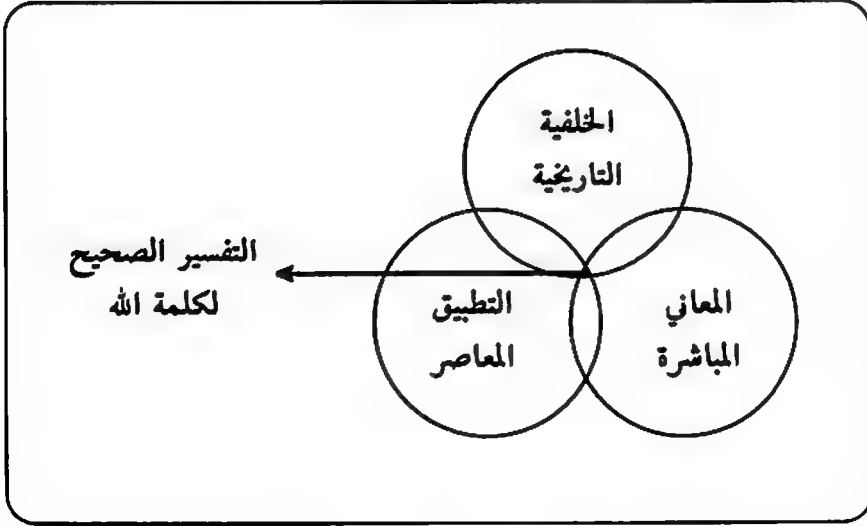 الخلفية
التاريخية
المعاني
المباشرة
التطبيق
المعاصر
التفسير الصحيح
لكلمة الله